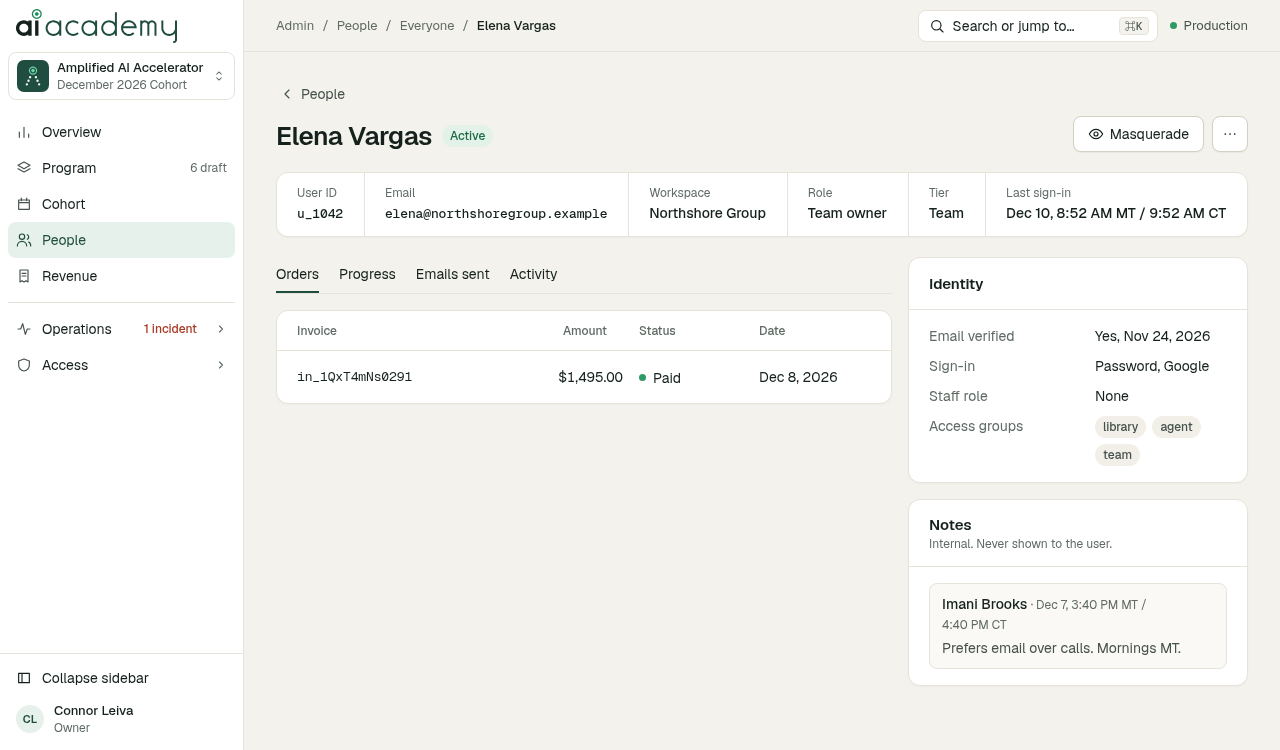 ai academy
Amplified AI Accelerator
December 2026 Cohort
Overview
Program 6 draft
Cohort
People
Revenue
Operations 1 incident
Access
Collapse sidebar
CL
Connor Leiva
Owner
Admin / People / Everyone / Elena Vargas
Search or jump to... ⌘K
Production
People
Elena Vargas Active
Masquerade ...
User ID Email Workspace Role Tier Last sign-in
u_1042 elena@northshoregroup.example Northshore Group Team owner Team Dec 10, 8:52 AM MT / 9:52 AM CT
Orders Progress Emails sent Activity
Invoice Amount Status Date
in_1QxT4mNs0291 $1,495.00 Paid Dec 8, 2026
Identity
Email verified Yes, Nov 24, 2026
Sign-in Password, Google
Staff role None
Access groups library agent
team
Notes
Internal. Never shown to the user.
Imani Brooks · Dec 7, 3:40 PM MT /
4:40 PM CT
Prefers email over calls. Mornings MT.